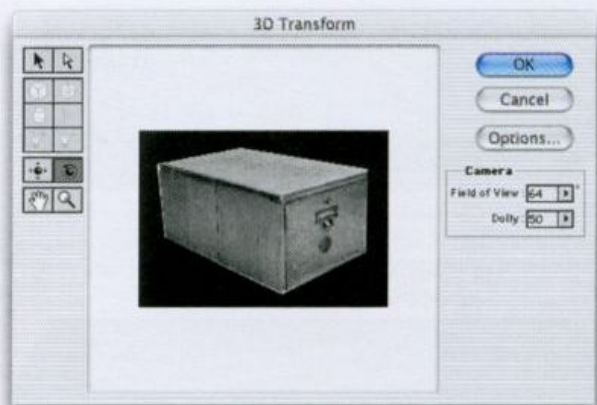 3D Transform
OK
Cancel
Options...
Camera
Field of View: 64 °
Dolly: 50